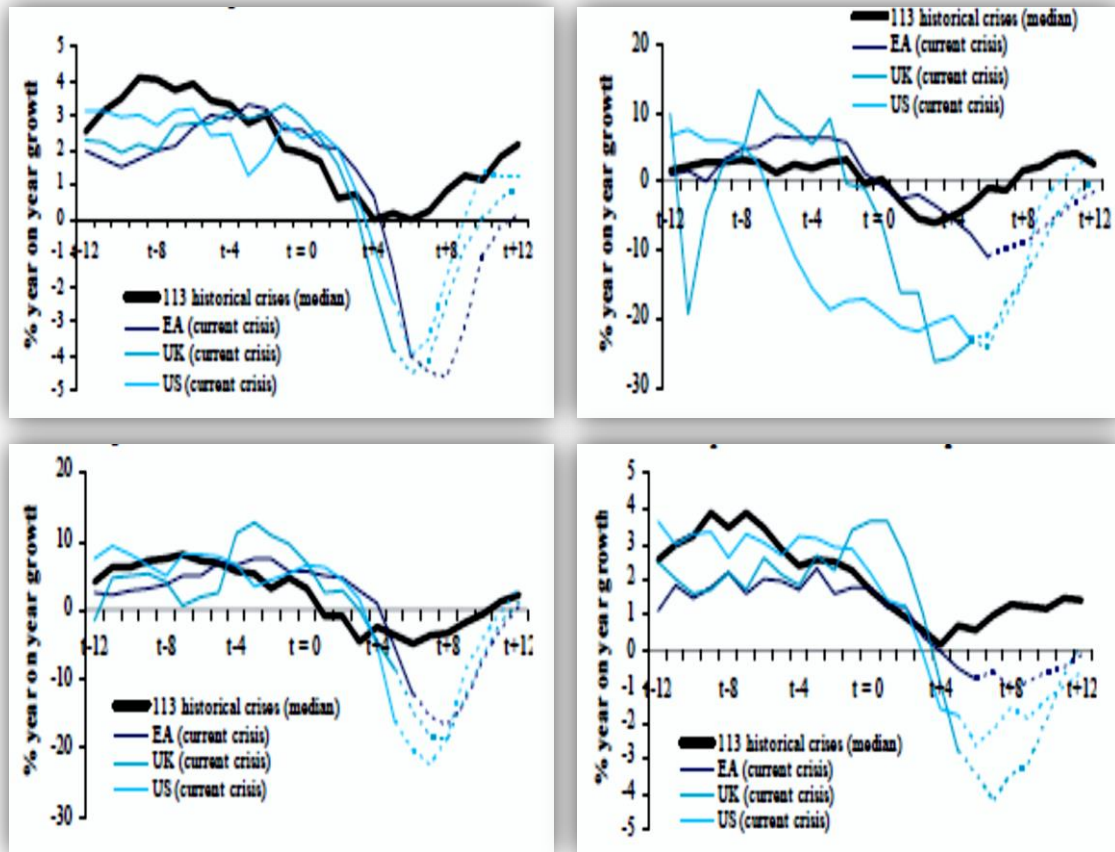 5
4
3
2
1
0
-1
-2
-3
-4
-5
% year on year growth
t-12
t-8
t-4
t = 0
t+4
t+8
t+12
113 historical crises (median)
EA (current crisis)
UK (current crisis)
US (current crisis)
113 historical crises (median)
EA (current crisis)
UK (current crisis)
US (current crisis)
20
10
0
-10
-20
-30
% year on year growth
t-12
t-8
t-4
t = 0
t+4
t+8
t+12
20
10
0
-10
-20
-30
% year on year growth
t-12
t-8
t-4
t = 0
t+4
t+8
t+12
113 historical crises (median)
EA (current crisis)
UK (current crisis)
US (current crisis)
5
4
3
2
1
0
-1
-2
-3
-4
-5
% year on year growth
t-12
t-8
t-4
t = 0
t+4
t+8
t+12
113 historical crises (median)
EA (current crisis)
UK (current crisis)
US (current crisis)